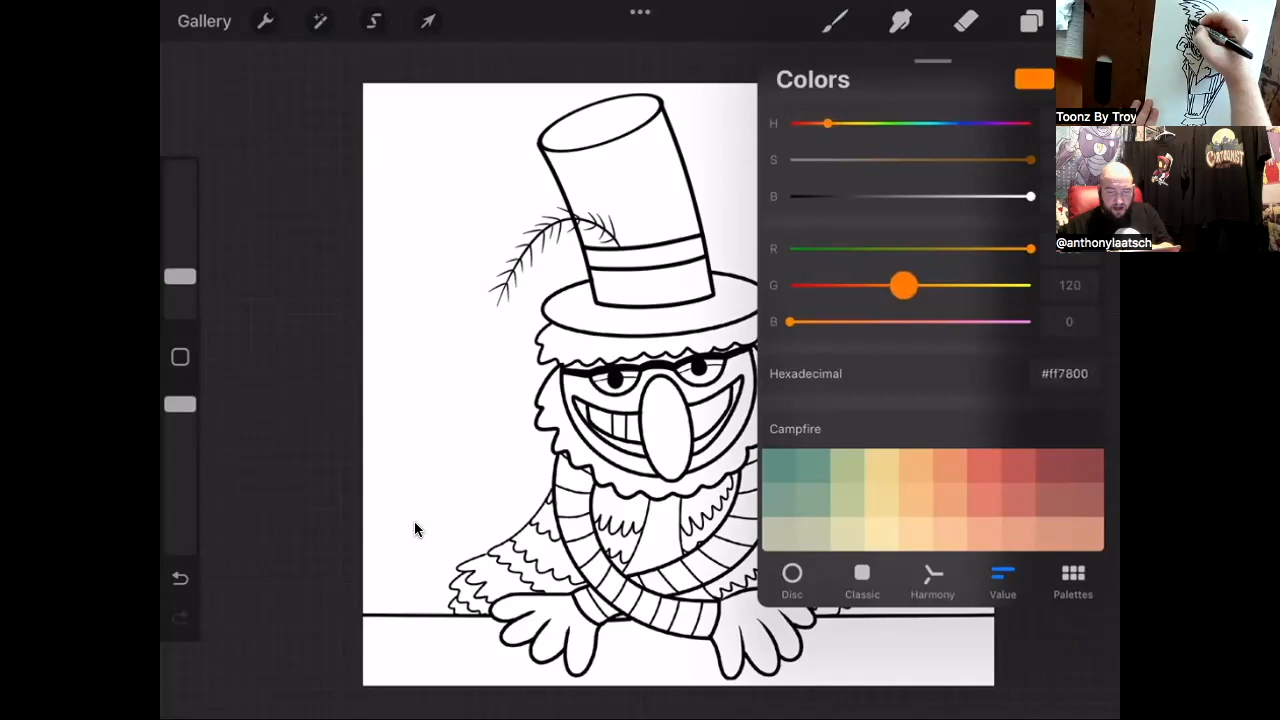 Gallery
Colors
H
S
B
R
G 120
B 0
Hexadecimal #ff7800
Campfire
Disc Classic Harmony Value Palettes
Toonz By Troy
@anthonylaatsch